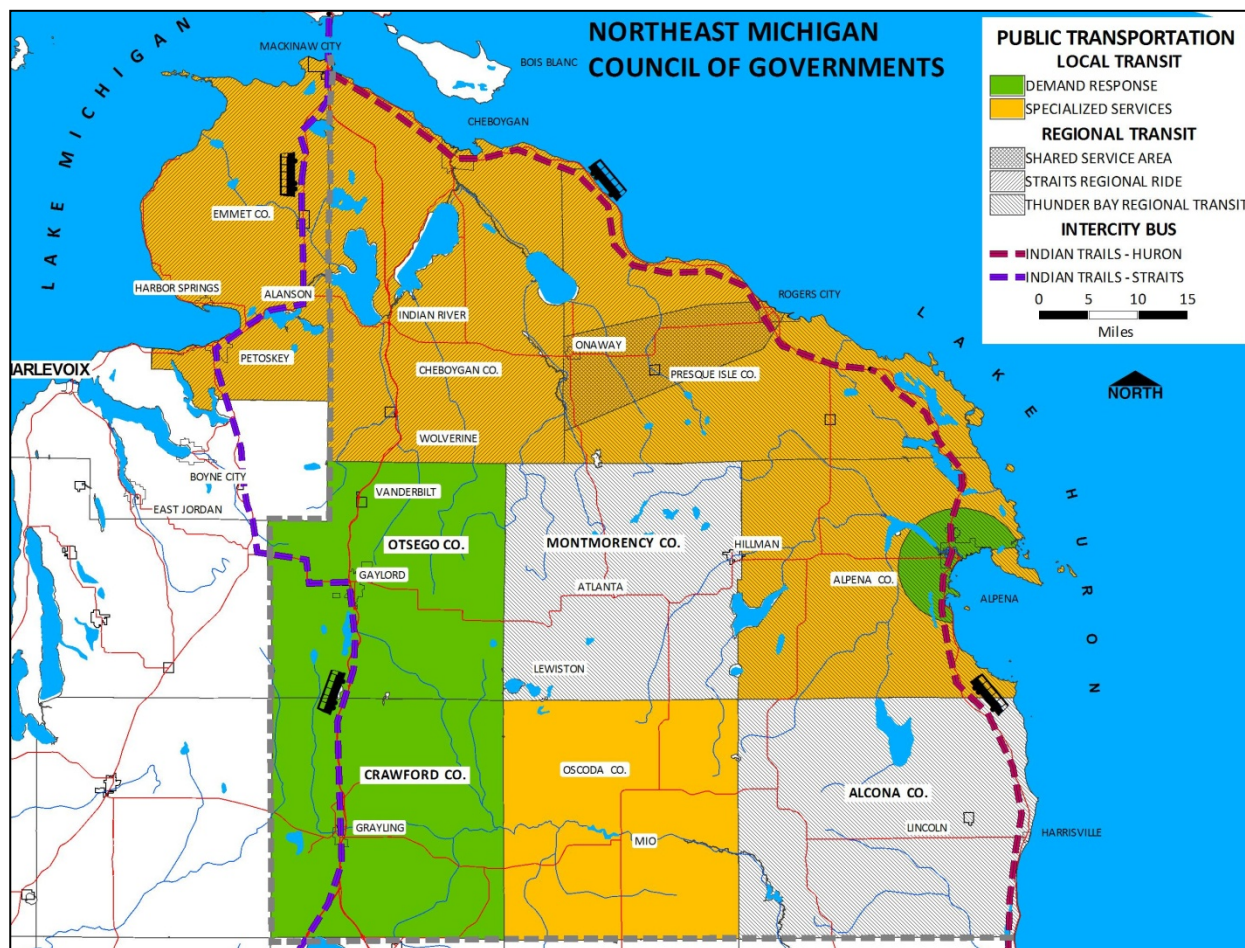 NORTHEAST MICHIGAN
COUNCIL OF GOVERNMENTS
PUBLIC TRANSPORTATION
LOCAL TRANSIT
DEMAND RESPONSE
SPECIALIZED SERVICES
REGIONAL TRANSIT
SHARED SERVICE AREA
STRAITS REGIONAL RIDE
THUNDER BAY REGIONAL TRANSIT
INTERCITY BUS
INDIAN TRAILS - HURON
INDIAN TRAILS - STRAITS
0 5 10 15
Miles
NORTH
LAKE MICHIGAN
LAKE HURON
MACKINAW CITY
BOIS BLANC
CHEBOYGAN
EMMET CO.
HARBOR SPRINGS
ALANSON
INDIAN RIVER
ROGERS CITY
PETOSKEY
CHEBOYGAN CO.
ONAWAY
PRESQUE ISLE CO.
ARLEVOIX
WOLVERINE
BOYNE CITY
EAST JORDAN
VANDERBILT
OTSEGO CO.
MONTMORENCY CO.
HILLMAN
GAYLORD
ATLANTA
ALPENA CO.
ALPENA
LEWISTON
CRAWFORD CO.
OSCODA CO.
ALCONA CO.
GRAYLING
MIO
LINCOLN
HARRISVILLE